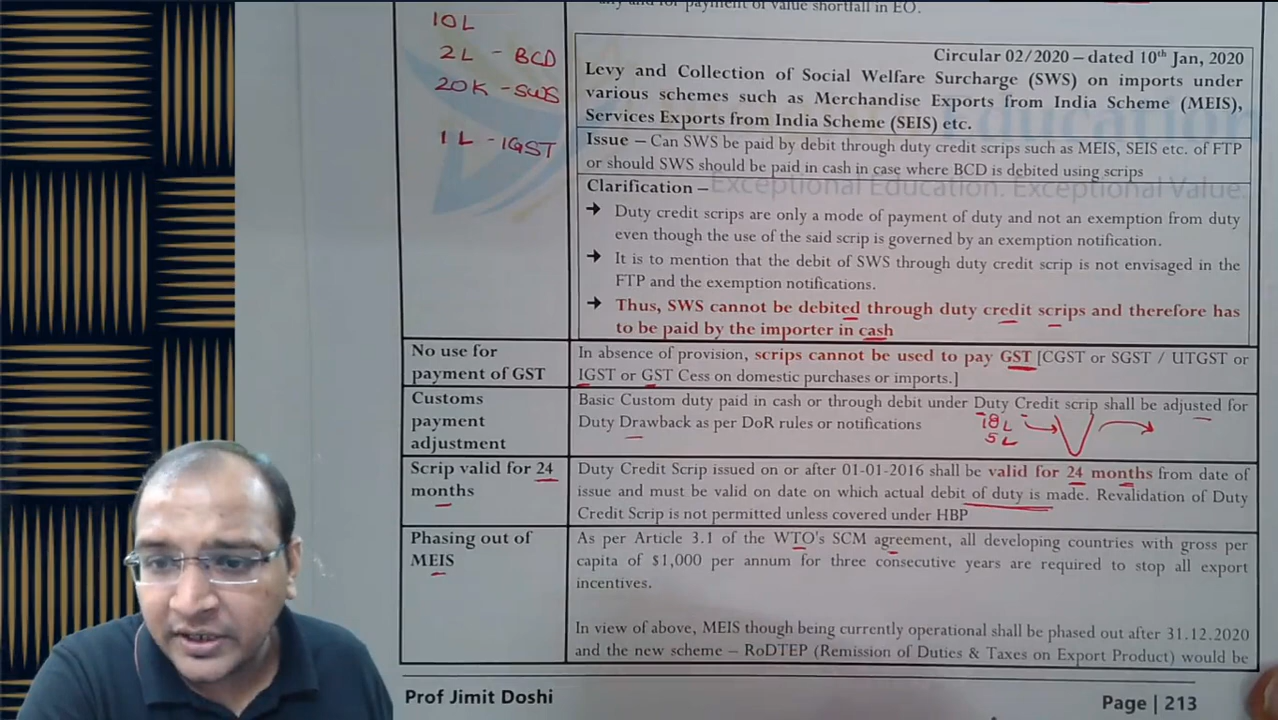 any and for payment of value shortfall in EO.
10L
2L - BCD
20K - SWS
1L - IGST
Circular 02/2020 – dated 10th Jan, 2020
Levy and Collection of Social Welfare Surcharge (SWS) on imports under
various schemes such as Merchandise Exports from India Scheme (MEIS),
Services Exports from India Scheme (SEIS) etc.
Issue – Can SWS be paid by debit through duty credit scrips such as MEIS, SEIS etc. of FTP
or should SWS should be paid in cash in case where BCD is debited using scrips
Exceptional Education. Exceptional Value.
Clarification –
➔ Duty credit scrips are only a mode of payment of duty and not an exemption from duty
even though the use of the said scrip is governed by an exemption notification.
➔ It is to mention that the debit of SWS through duty credit scrip is not envisaged in the
FTP and the exemption notifications.
➔ Thus, SWS cannot be debited through duty credit scrips and therefore has
to be paid by the importer in cash
No use for
payment of GST
In absence of provision, scrips cannot be used to pay GST [CGST or SGST / UTGST or
IGST or GST Cess on domestic purchases or imports.]
Customs
payment
adjustment
Basic Custom duty paid in cash or through debit under Duty Credit scrip shall be adjusted for
Duty Drawback as per DoR rules or notifications
18L
5L
Scrip valid for 24
months
Duty Credit Scrip issued on or after 01-01-2016 shall be valid for 24 months from date of
issue and must be valid on date on which actual debit of duty is made. Revalidation of Duty
Credit Scrip is not permitted unless covered under HBP
Phasing out of
MEIS
As per Article 3.1 of the WTO's SCM agreement, all developing countries with gross per
capita of $1,000 per annum for three consecutive years are required to stop all export
incentives.
In view of above, MEIS though being currently operational shall be phased out after 31.12.2020
and the new scheme – RoDTEP (Remission of Duties & Taxes on Export Product) would be
Prof Jimit Doshi
Page | 213